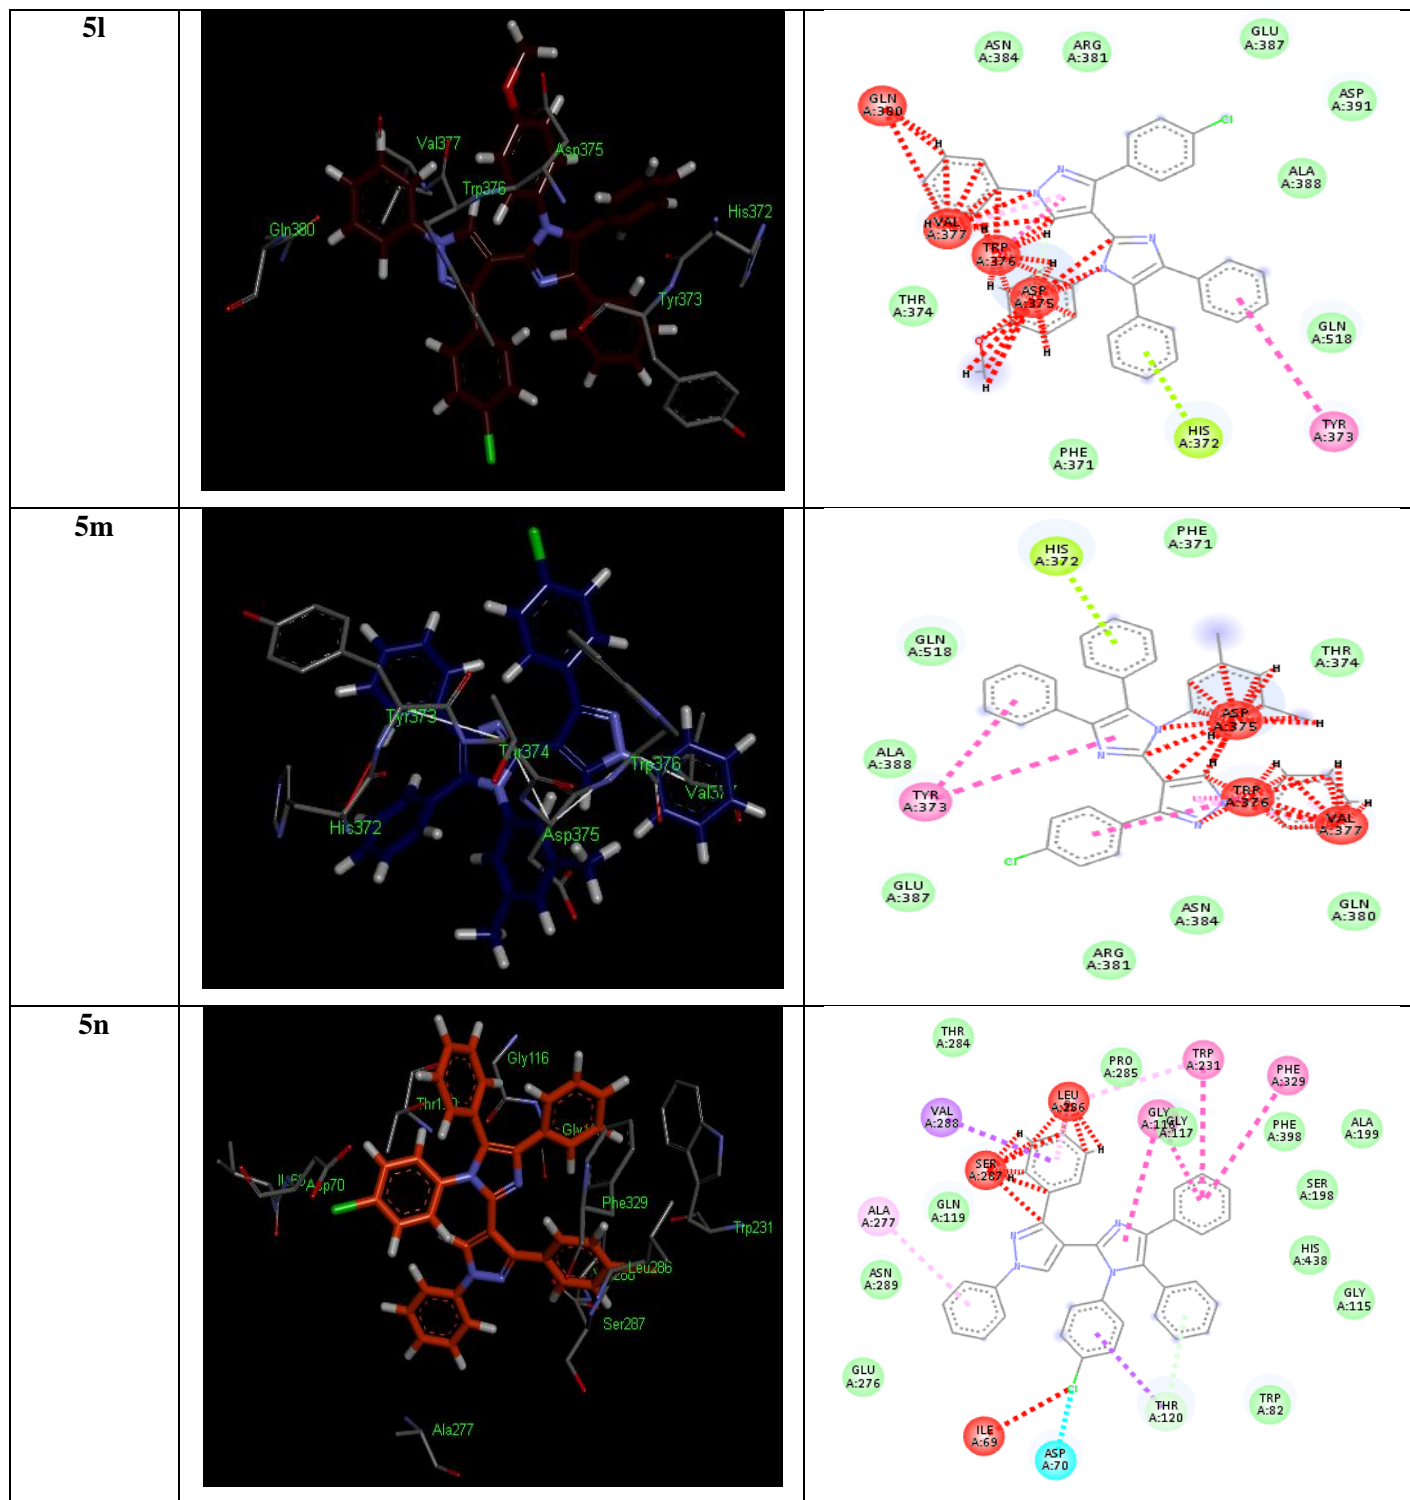 5l
Val377
Asp375
Trp376
His372
Gln380
Tyr373
ASN
A:384
ARG
A:381
GLU
A:387
GLN
A:380
ASP
A:391
Cl
N
ALA
A:388
N
H
VAL
A:377
H
H
H
N
TRP
A:376
H
N
H
ASP
A:375
THR
A:374
GLN
A:518
O
H
H
H
HIS
A:372
TYR
A:373
PHE
A:371
5m
Tyr373
Thr374
Trp376
His372
Asp375
HIS
A:372
PHE
A:371
GLN
A:518
THR
A:374
H
ASP
A:375
H
N
H
N
ALA
A:388
H
H
H
TYR
A:373
TRP
A:376
H
VAL
A:377
N
Cl
GLU
A:387
ASN
A:384
GLN
A:380
ARG
A:381
5n
Gly116
Asp70
Phe329
Trp231
Leu286
Ser287
Ala277
THR
A:284
PRO
A:285
TRP
A:231
PHE
A:329
LEU
A:286
VAL
A:288
GLY
A:116
GLY
A:117
PHE
A:398
ALA
A:199
H
H
SER
A:287
H
SER
A:198
ALA
A:277
GLN
A:119
N
N
HIS
A:438
N
N
ASN
A:289
GLY
A:115
GLU
A:276
Cl
THR
A:120
TRP
A:82
ILE
A:69
ASP
A:70